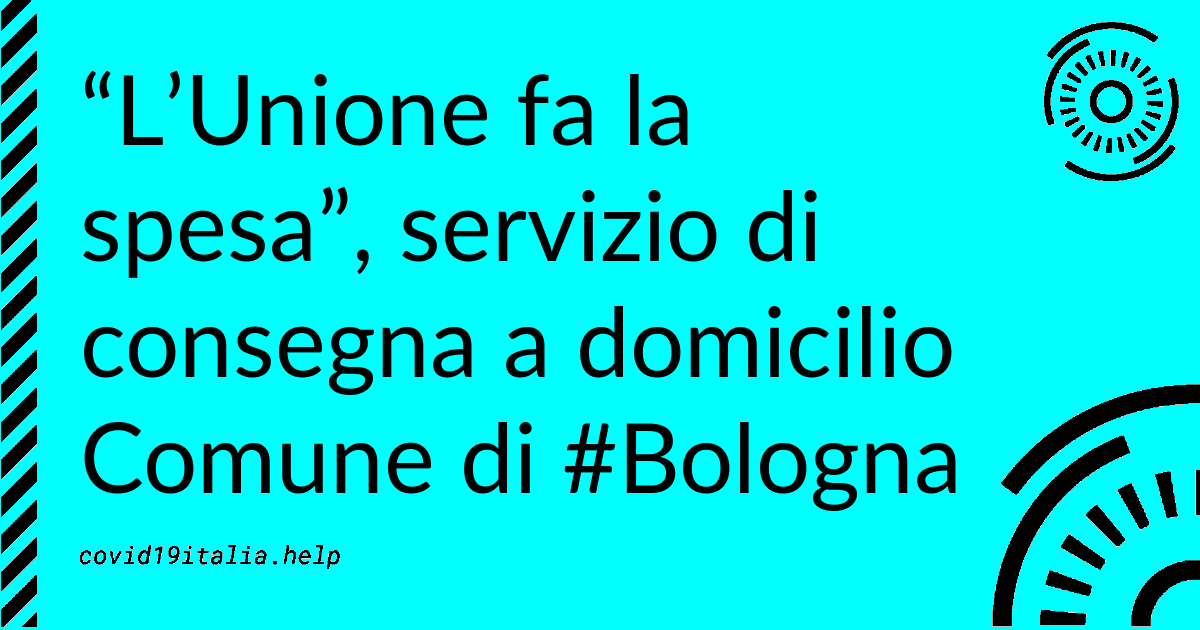 “L’Unione fa la
spesa”, servizio di
consegna a domicilio
Comune di #Bologna
covid19italia.help